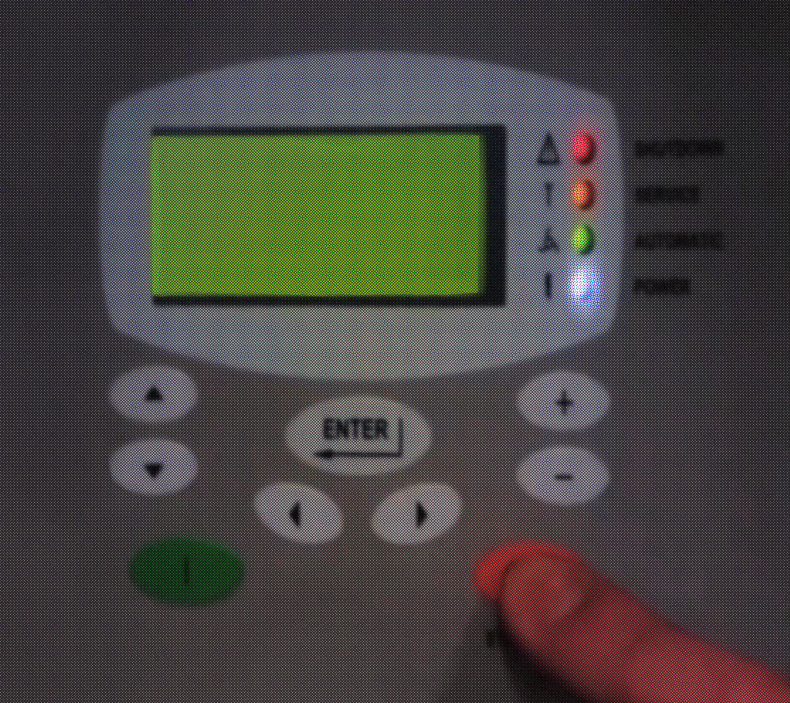 SHUTDOWN
SERVICE
AUTOMATIC
POWER
+
ENTER
−
I